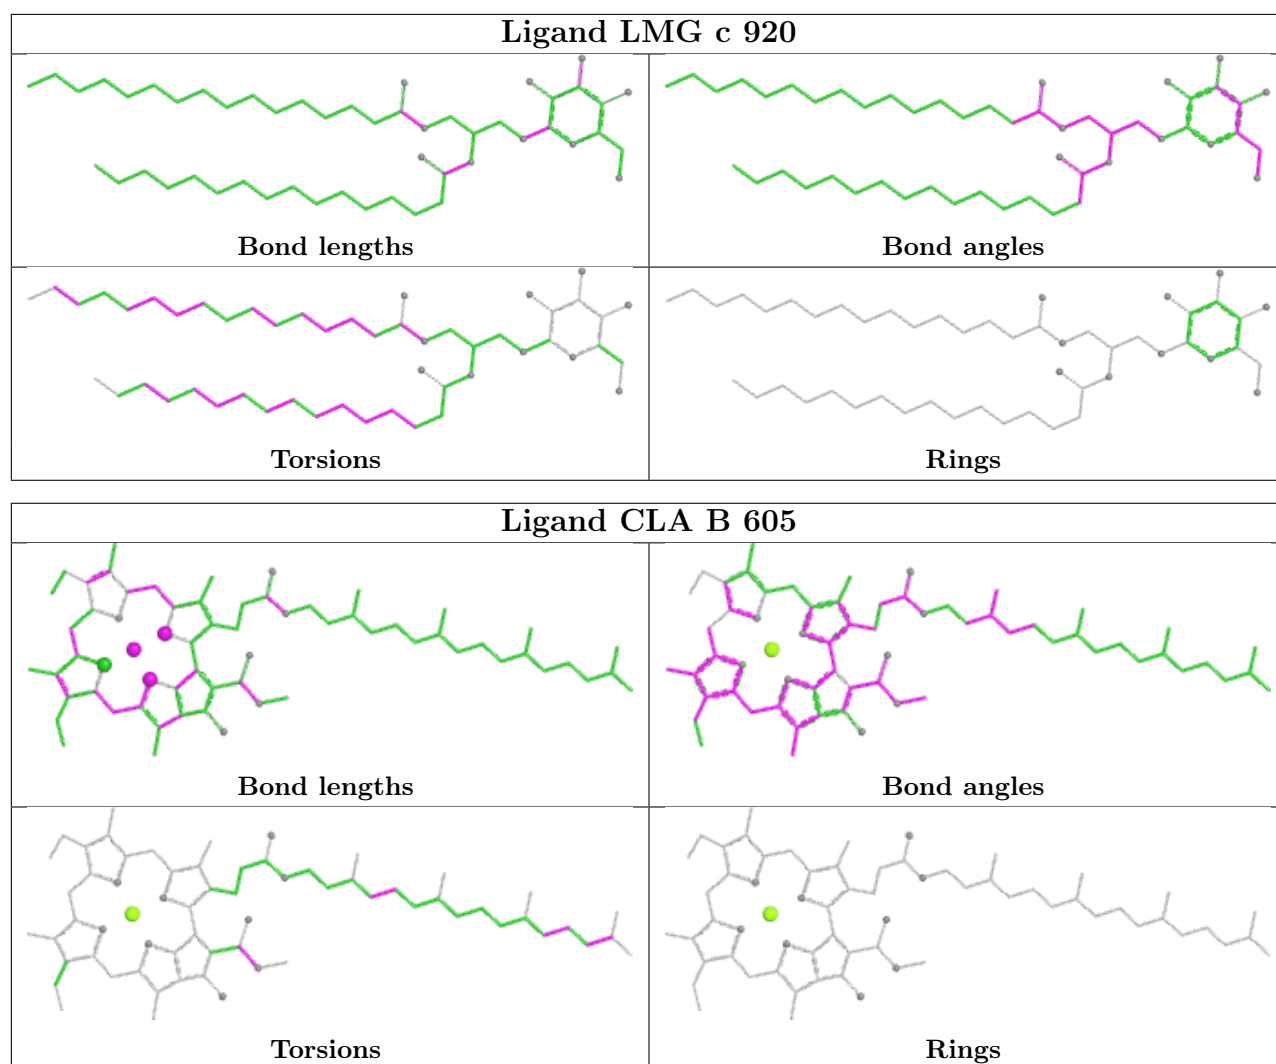 Ligand LMG c 920
Bond lengths
Bond angles
Torsions
Rings
Ligand CLA B 605
Bond lengths
Bond angles
Torsions
Rings